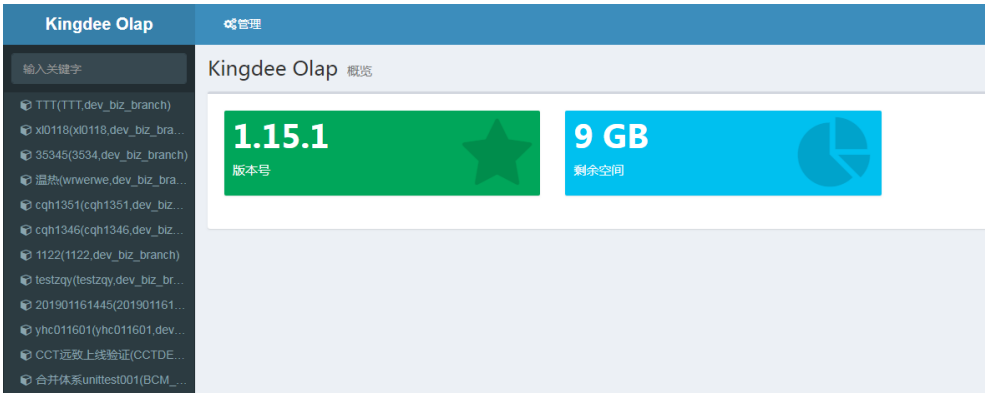 Kingdee Olap
管理
输入关键字
Kingdee Olap 概览
TTT(TTT,dev_biz_branch)
xl0118(xl0118,dev_biz_bra...
35345(3534,dev_biz_branch)
温热(wrwerwe,dev_biz_bra...
cqh1351(cqh1351,dev_biz...
cqh1346(cqh1346,dev_biz...
1122(1122,dev_biz_branch)
testzqy(testzqy,dev_biz_br...
201901161445(201901161...
yhc011601(yhc011601,dev...
CCT远致上线验证(CCTDE...
合并体系unittest001(BCM_...
1.15.1
版本号
9 GB
剩余空间